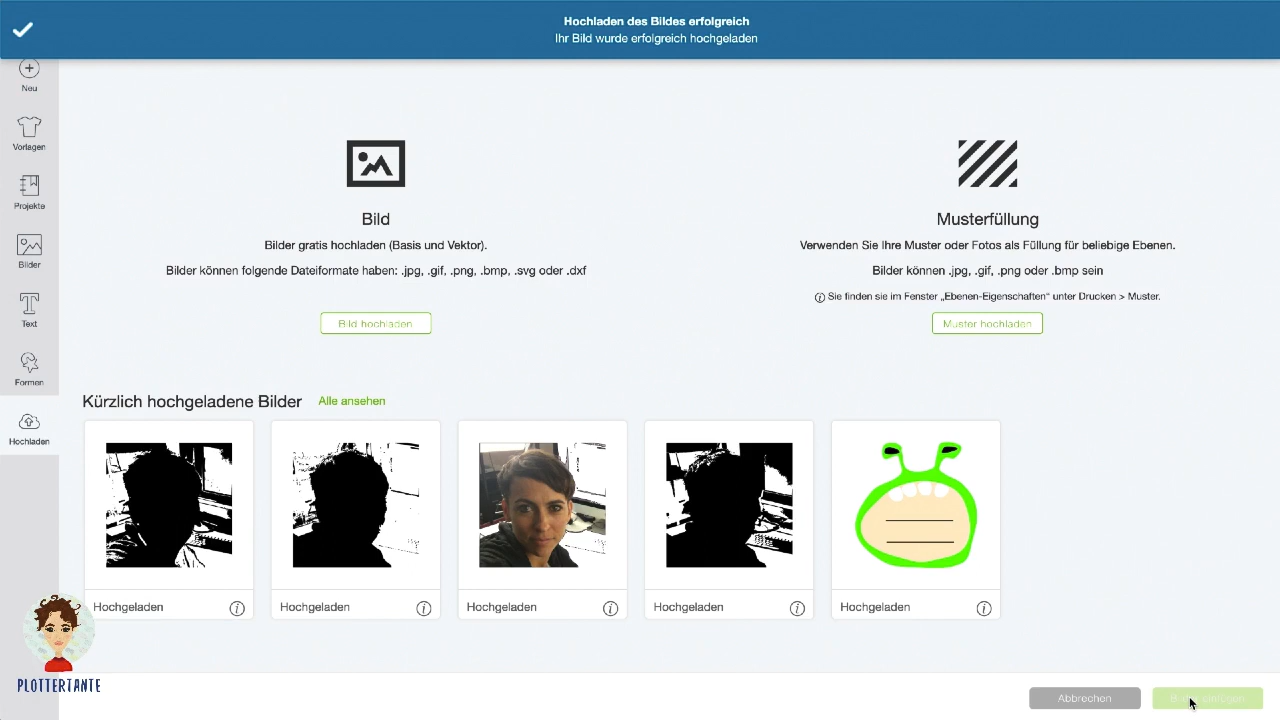 Hochladen des Bildes erfolgreich
Ihr Bild wurde erfolgreich hochgeladen
Neu
Vorlagen
Projekte
Bilder
Text
Formen
Hochladen
Bild
Bilder gratis hochladen (Basis und Vektor).
Bilder können folgende Dateiformate haben: .jpg, .gif, .png, .bmp, .svg oder .dxf
Bild hochladen
Musterfüllung
Verwenden Sie Ihre Muster oder Fotos als Füllung für beliebige Ebenen.
Bilder können .jpg, .gif, .png oder .bmp sein
Sie finden sie im Fenster „Ebenen-Eigenschaften“ unter Drucken > Muster.
Muster hochladen
Kürzlich hochgeladene Bilder Alle ansehen
Hochgeladen
Hochgeladen
Hochgeladen
Hochgeladen
Hochgeladen
PLOTTERTANTE
Abbrechen